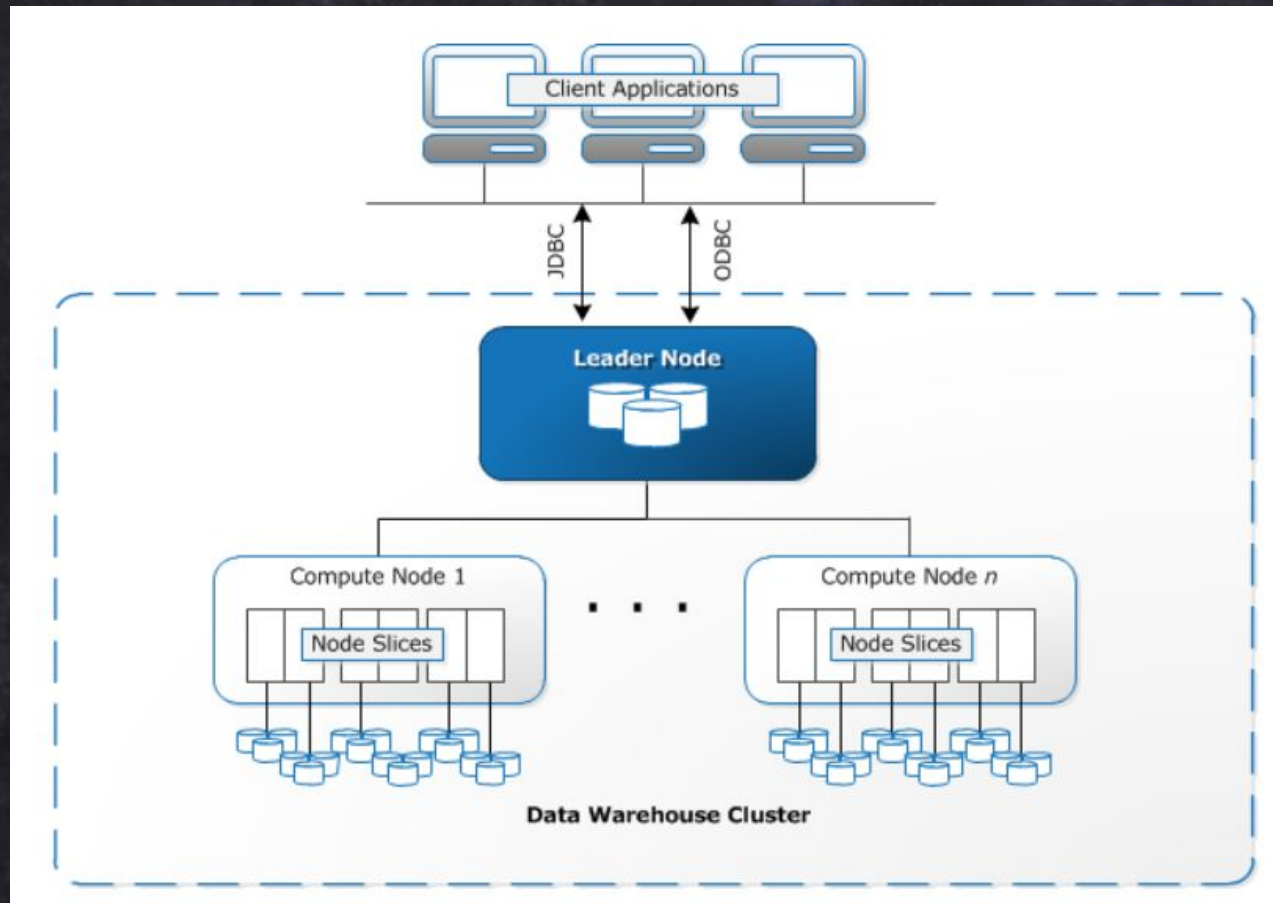 Client Applications
JDBC
ODBC
Leader Node
Compute Node 1
Compute Node n
. . .
Node Slices
Node Slices
Data Warehouse Cluster